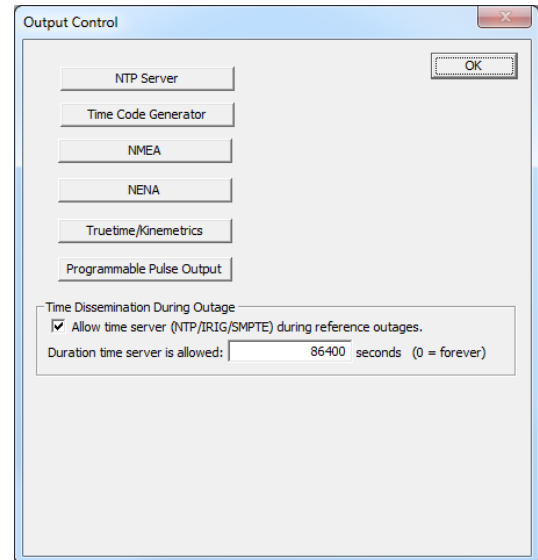 Output Control
OK
NTP Server
Time Code Generator
NMEA
NENA
Truetime/Kinemetrics
Programmable Pulse Output
Time Dissemination During Outage
Allow time server (NTP/IRIG/SMPTE) during reference outages.
Duration time server is allowed: 86400 seconds (0 = forever)